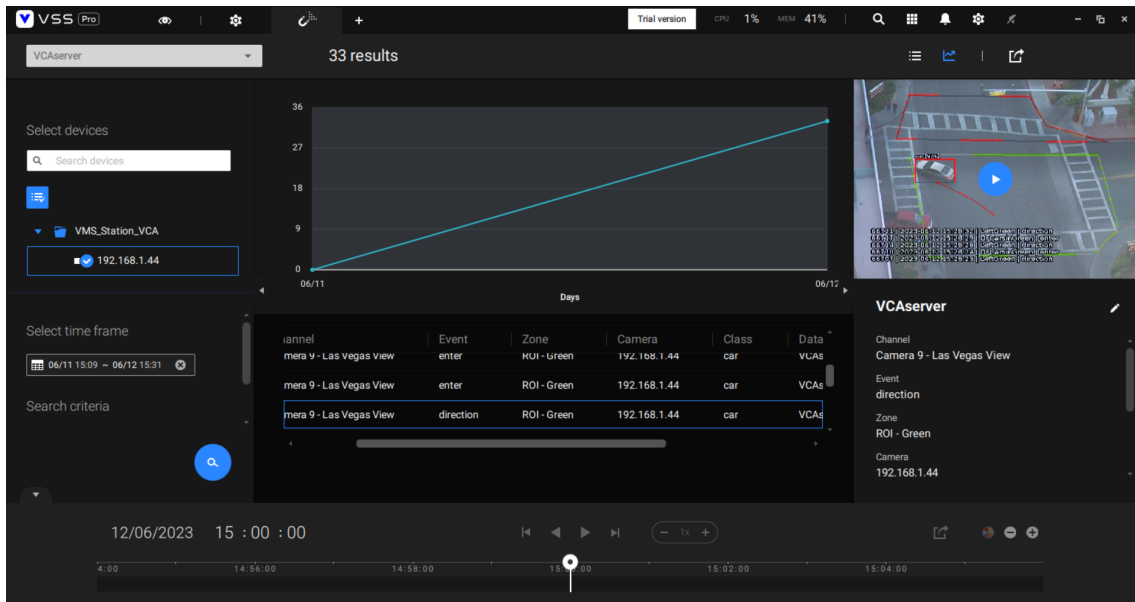 VSS Pro
Trial version
CPU 1% MEM 41%
VCAserver
33 results
Select devices
Search devices
VMS_Station_VCA
192.168.1.44
Select time frame
06/11 15:09 ~ 06/12 15:31
Search criteria
36
27
18
9
0
06/11
06/12
Days
annel Event Zone Camera Class Data
mera 9 - Las Vegas View enter ROI - Green 192.168.1.44 car VCAs
mera 9 - Las Vegas View enter ROI - Green 192.168.1.44 car VCAs
mera 9 - Las Vegas View direction ROI - Green 192.168.1.44 car VCAs
VCAserver
Channel
Camera 9 - Las Vegas View
Event
direction
Zone
ROI - Green
Camera
192.168.1.44
12/06/2023 15 : 00 : 00
1x
4:00 14:56:00 14:58:00 15:02:00 15:04:00